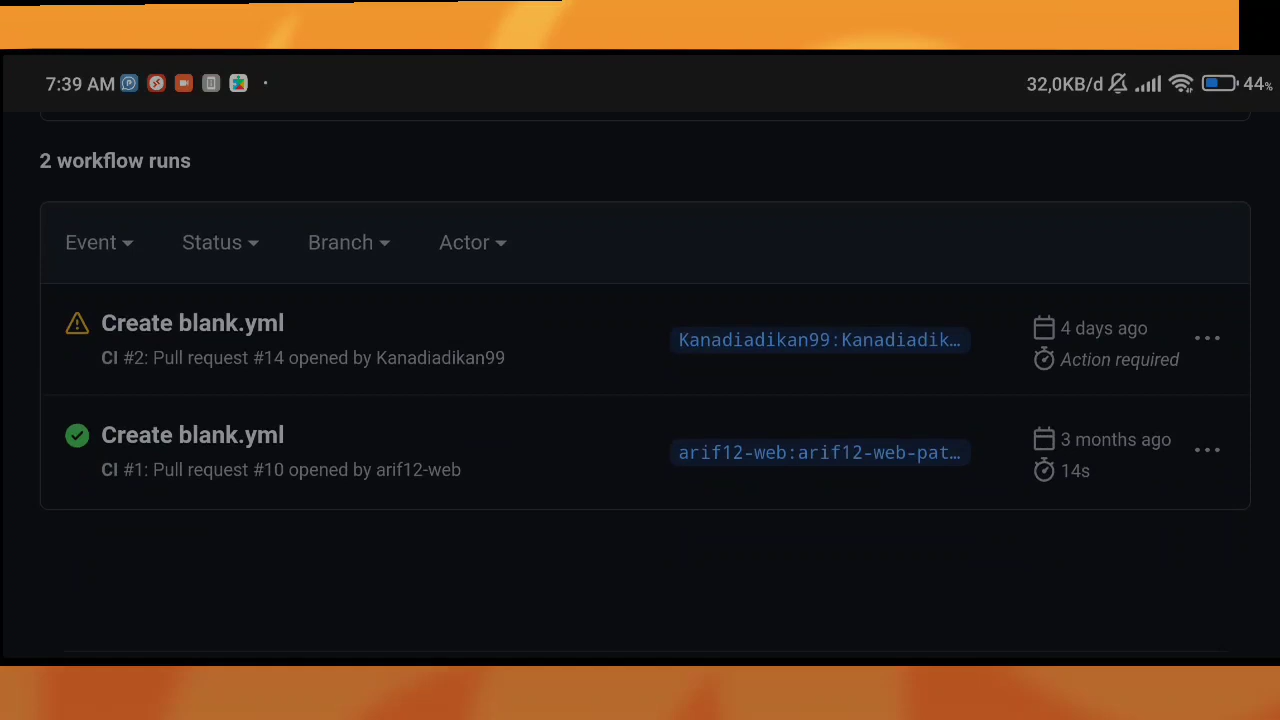 7:39 AM 32,0KB/d 44%
2 workflow runs
Event Status Branch Actor
Create blank.yml
CI #2: Pull request #14 opened by Kanadiadikan99
Kanadiadikan99:Kanadiadik…
4 days ago
Action required
Create blank.yml
CI #1: Pull request #10 opened by arif12-web
arif12-web:arif12-web-pat…
3 months ago
14s